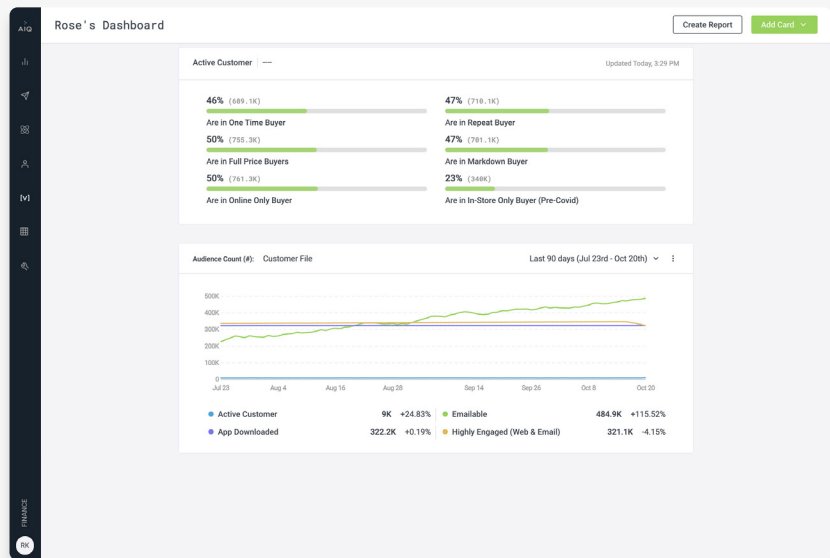 AIQ
Rose's Dashboard
Create Report
Add Card
Active Customer
Updated Today, 3:29 PM
46% (689.1K)
Are in One Time Buyer
47% (710.1K)
Are in Repeat Buyer
50% (755.3K)
Are in Full Price Buyers
47% (701.1K)
Are in Markdown Buyer
50% (761.3K)
Are in Online Only Buyer
23% (340K)
Are in In-Store Only Buyer (Pre-Covid)
[v]
Audience Count (#): Customer File
Last 90 days (Jul 23rd - Oct 20th)
500K
400K
300K
200K
100K
0
Jul 23 Aug 4 Aug 16 Aug 28 Sep 14 Sep 26 Oct 8 Oct 20
Active Customer 9K +24.83%
Emailable 484.9K +115.52%
App Downloaded 322.2K +0.19%
Highly Engaged (Web & Email) 321.1K -4.15%
FINANCE
RK